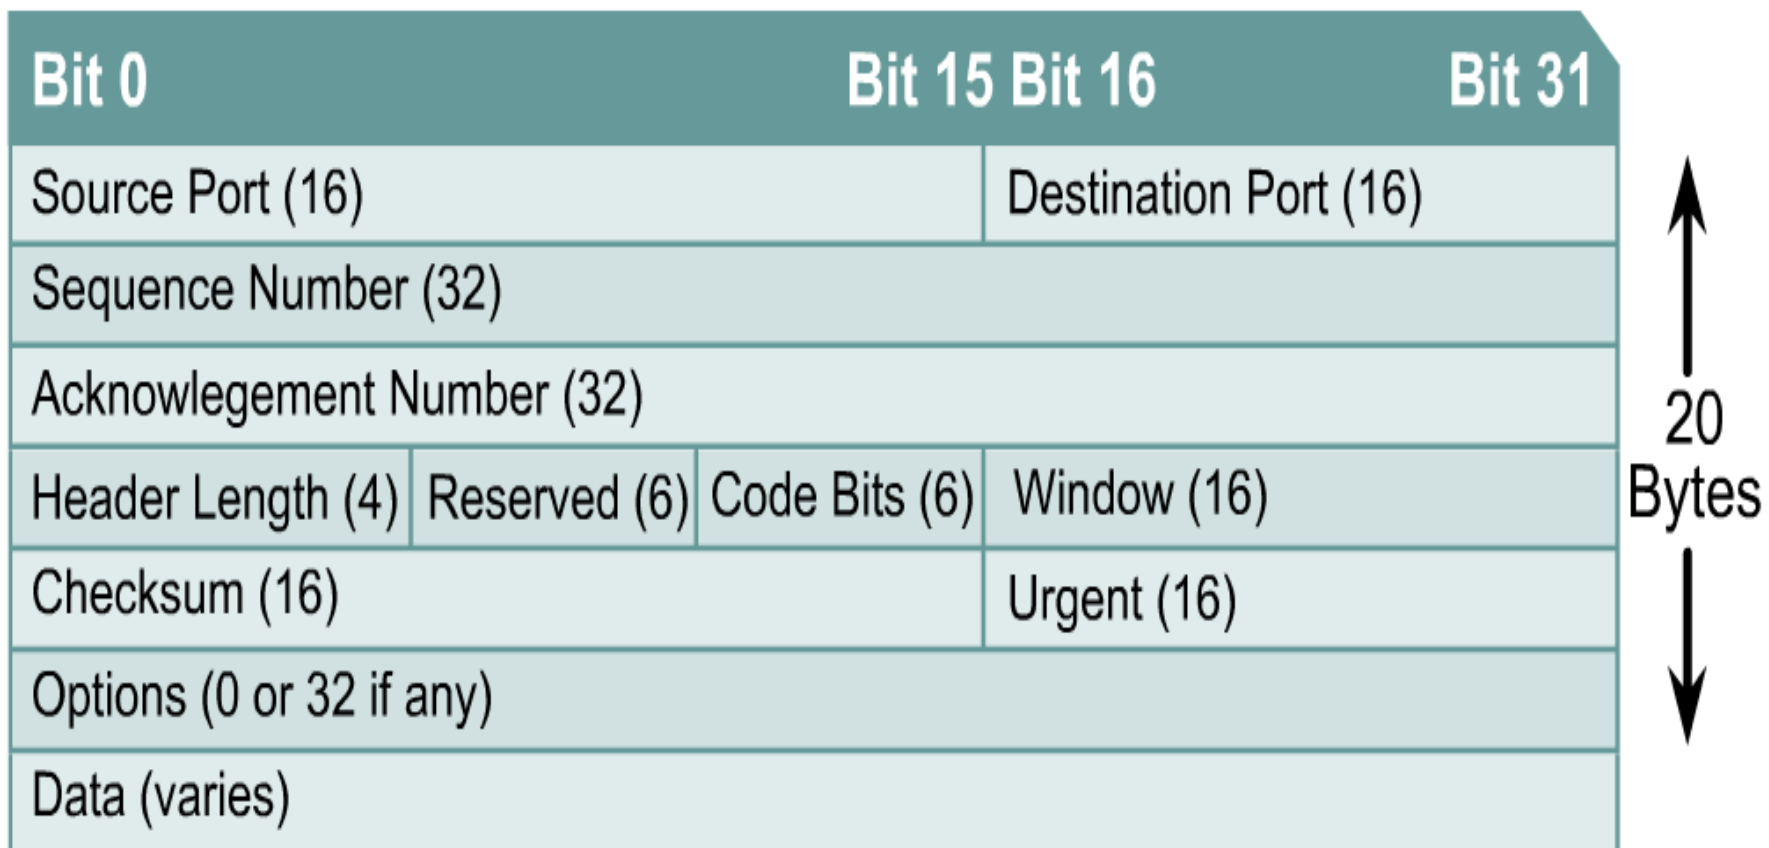 Bit 0 Bit 15 Bit 16 Bit 31
Source Port (16) Destination Port (16)
Sequence Number (32)
Acknowlegement Number (32)
Header Length (4) Reserved (6) Code Bits (6) Window (16)
Checksum (16) Urgent (16)
Options (0 or 32 if any)
Data (varies)
20
Bytes